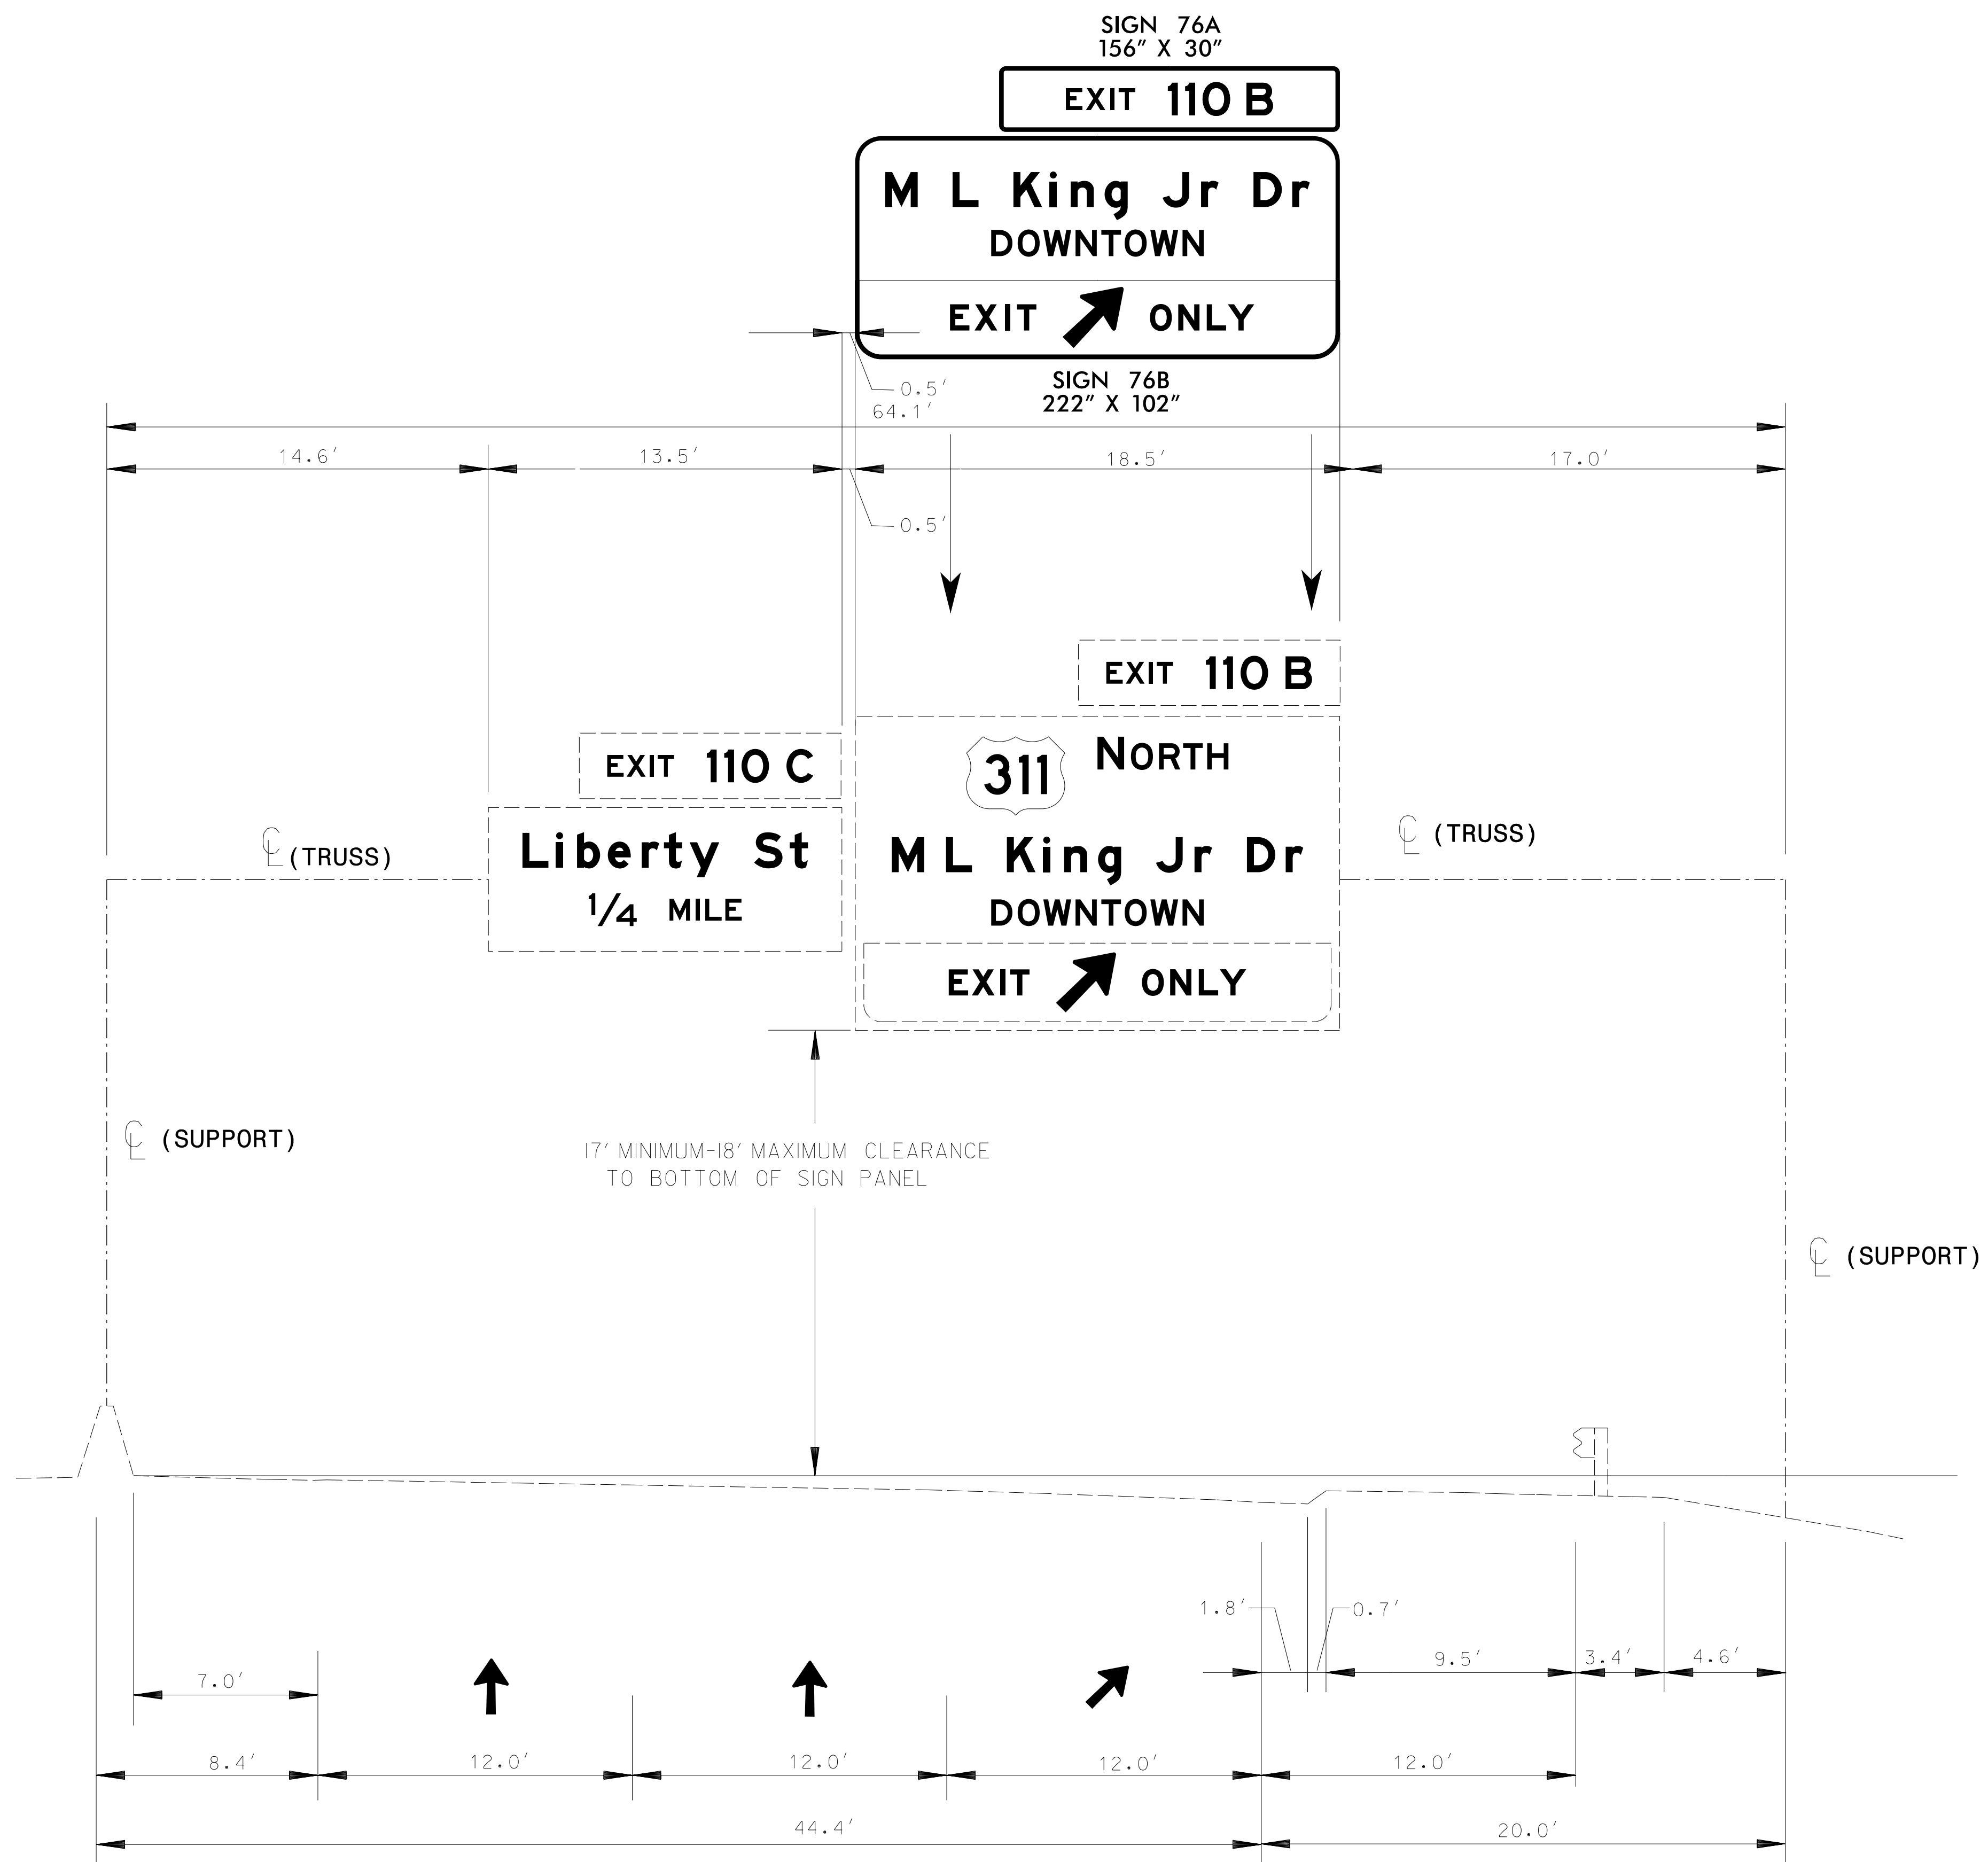 SIGN 76A
156" X 30"
EXIT 110 B
M L King Jr Dr
DOWNTOWN
EXIT ONLY
0.5'
SIGN 76B
222" X 102"
64.1'
14.6'
13.5'
18.5'
17.0'
0.5'
EXIT 110 B
311 NORTH
EXIT 110 C
Liberty St
1/4 MILE
M L King Jr Dr
DOWNTOWN
EXIT ONLY
℄ (TRUSS)
℄ (TRUSS)
℄ (SUPPORT)
17' MINIMUM-18' MAXIMUM CLEARANCE
TO BOTTOM OF SIGN PANEL
℄ (SUPPORT)
1.8'
0.7'
7.0'
9.5'
3.4'
4.6'
8.4'
12.0'
12.0'
12.0'
12.0'
44.4'
20.0'